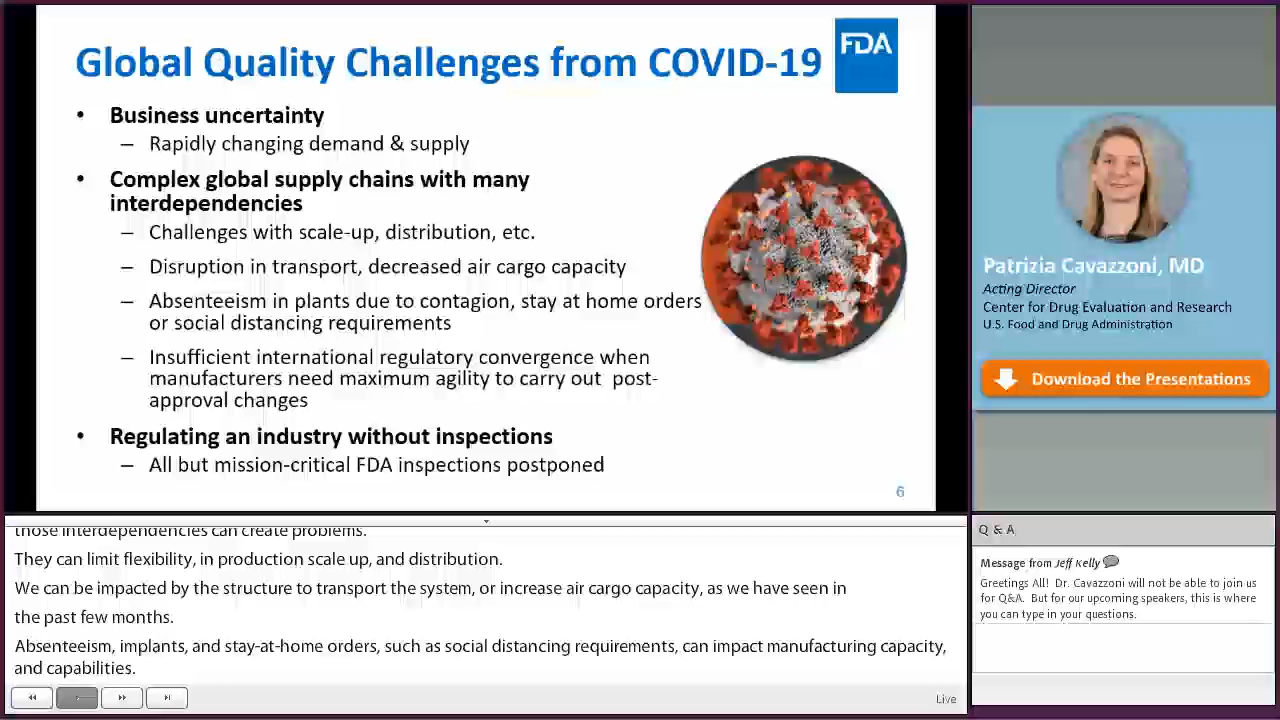 Global Quality Challenges from COVID-19
FDA
• Business uncertainty
– Rapidly changing demand & supply
• Complex global supply chains with many
interdependencies
– Challenges with scale-up, distribution, etc.
– Disruption in transport, decreased air cargo capacity
– Absenteeism in plants due to contagion, stay at home orders
or social distancing requirements
– Insufficient international regulatory convergence when
manufacturers need maximum agility to carry out post-
approval changes
• Regulating an industry without inspections
– All but mission-critical FDA inspections postponed
6
Patrizia Cavazzoni, MD
Acting Director
Center for Drug Evaluation and Research
U.S. Food and Drug Administration
Download the Presentations
those interdependencies can create problems.
They can limit flexibility, in production scale up, and distribution.
We can be impacted by the structure to transport the system, or increase air cargo capacity, as we have seen in
the past few months.
Absenteeism, implants, and stay-at-home orders, such as social distancing requirements, can impact manufacturing capacity,
and capabilities.
Live
Q & A
Message from Jeff Kelly
Greetings All! Dr. Cavazzoni will not be able to join us
for Q&A. But for our upcoming speakers, this is where
you can type in your questions.